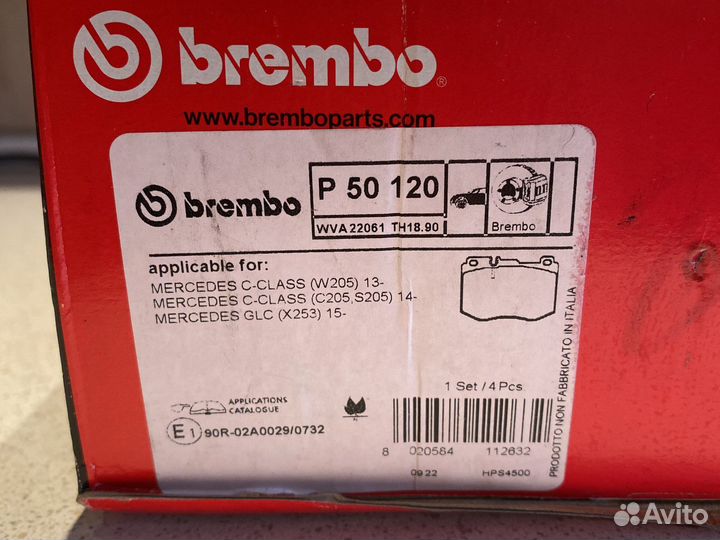 brembo®
www.bremboparts.com
brembo
P 50 120
WVA 22061 TH18.90
Brembo
applicable for:
MERCEDES C-CLASS (W205) 13-
MERCEDES C-CLASS (C205,S205) 14-
MERCEDES GLC (X253) 15-
1 Set / 4 Pcs.
APPLICATIONS
CATALOGUE
E1 90R-02A0029/0732
8 020584 112632
09 22 HPS4500
PRODOTTO NON FABBRICATO IN ITALIA
Avito